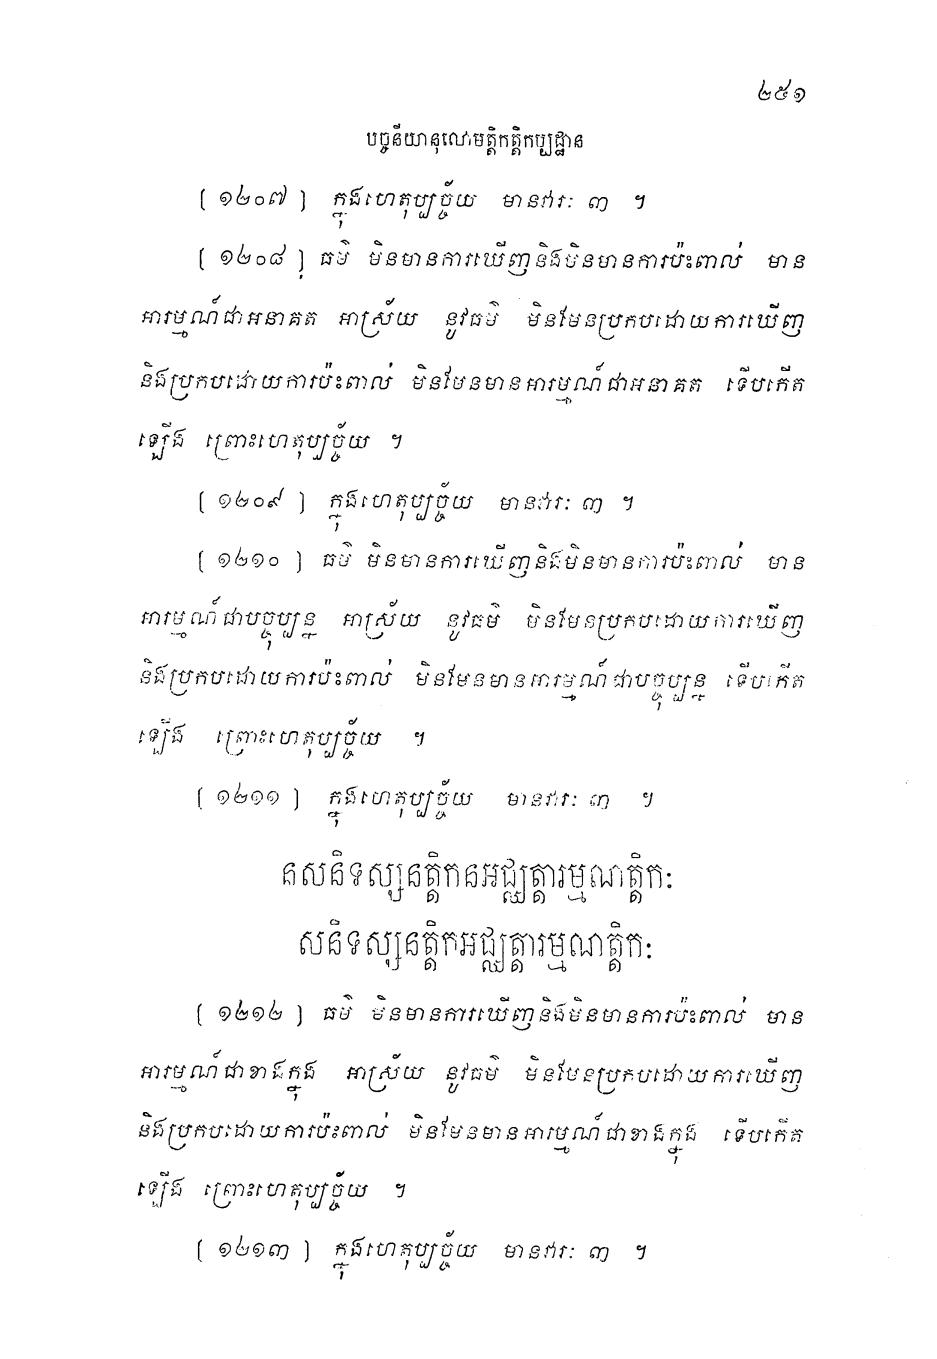 ២៥១
បច្ចនីយានុលោមត្តិកត្តិកប្បដ្ឋាន
[ ១២០៧ ] ក្នុងហេតុប្បច្ច័យ មានវារៈ ៣ ។
[ ១២០៨ ] ធម៌ មិនមានការឃើញនិងមិនមានការប៉ះពាល់ មាន
អារម្មណ៍ជាអនាគត អាស្រ័យ នូវធម៌ មិនមែនប្រកបដោយការឃើញ
និងប្រកបដោយការប៉ះពាល់ មិនមែនមានអារម្មណ៍ជាអនាគត ទើបកើត
ឡើង ព្រោះហេតុប្បច្ច័យ ។
[ ១២០៩ ] ក្នុងហេតុប្បច្ច័យ មានវារៈ ៣ ។
[ ១២១០ ] ធម៌ មិនមានការឃើញនិងមិនមានការប៉ះពាល់ មាន
អារម្មណ៍ជាបច្ចុប្បន្ន អាស្រ័យ នូវធម៌ មិនមែនប្រកបដោយការឃើញ
និងប្រកបដោយការប៉ះពាល់ មិនមែនមានអារម្មណ៍ជាបច្ចុប្បន្ន ទើបកើត
ឡើង ព្រោះហេតុប្បច្ច័យ ។
[ ១២១១ ] ក្នុងហេតុប្បច្ច័យ មានវារៈ ៣ ។
នសនិទស្សនត្តិកនអជ្ឈត្តារម្មណត្តិកៈ
សនិទស្សនត្តិកអជ្ឈត្តារម្មណត្តិកៈ
[ ១២១២ ] ធម៌ មិនមានការឃើញនិងមិនមានការប៉ះពាល់ មាន
អារម្មណ៍ជាខាងក្នុង អាស្រ័យ នូវធម៌ មិនមែនប្រកបដោយការឃើញ
និងប្រកបដោយការប៉ះពាល់ មិនមែនមានអារម្មណ៍ជាខាងក្នុង ទើបកើត
ឡើង ព្រោះហេតុប្បច្ច័យ ។
[ ១២១៣ ] ក្នុងហេតុប្បច្ច័យ មានវារៈ ៣ ។